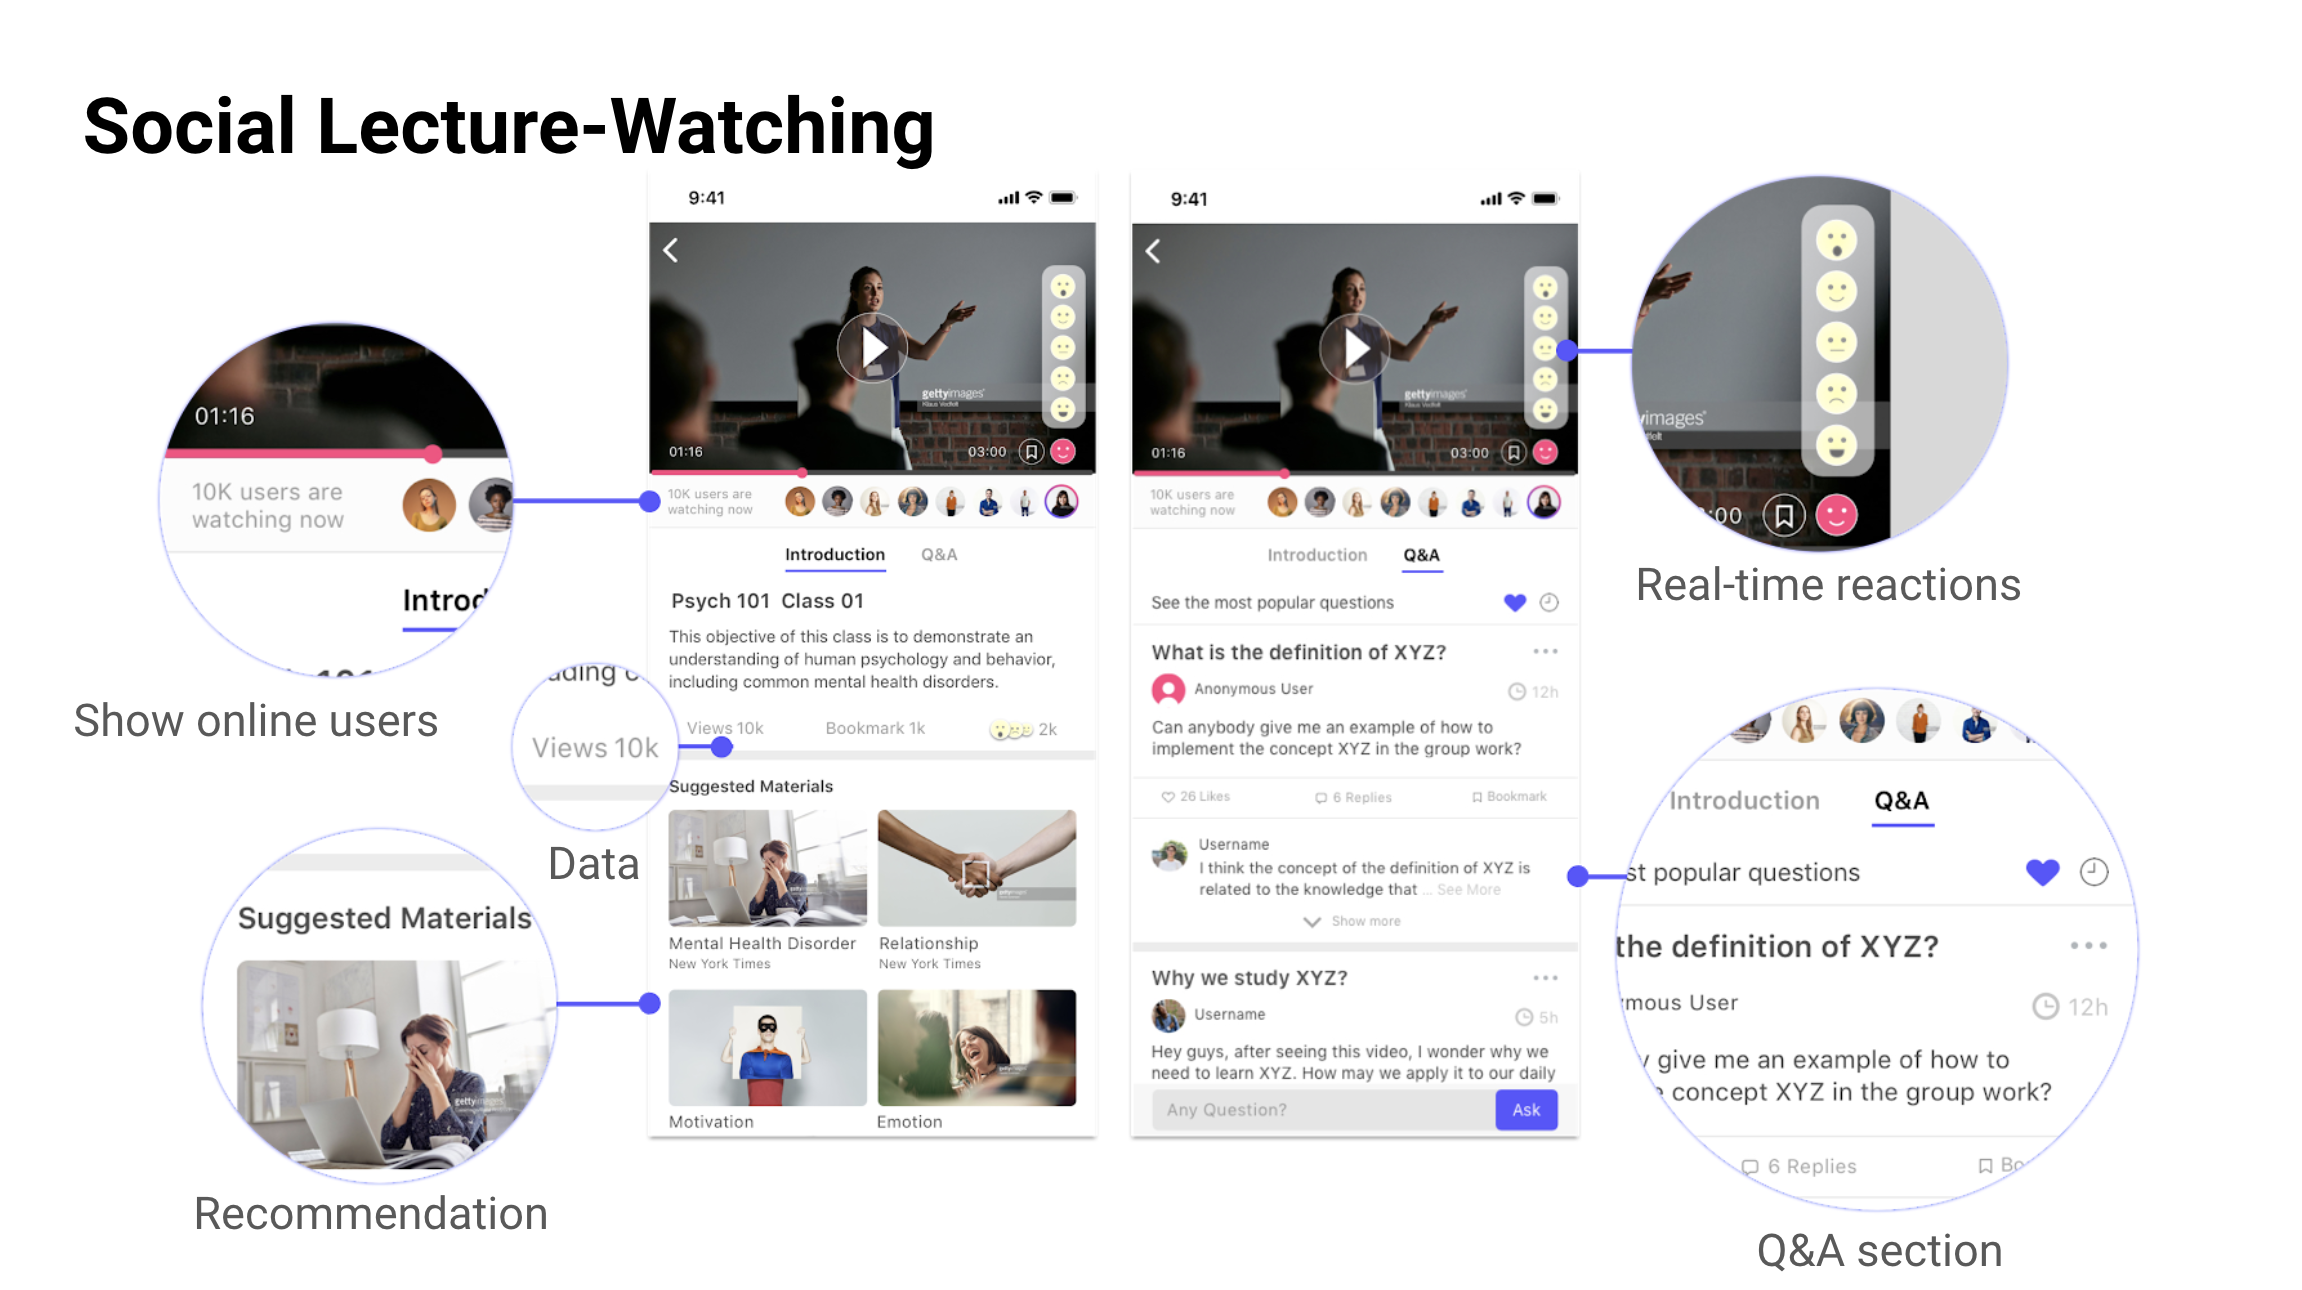 Social Lecture-Watching
9:41
gettyimages®
Klaus Vedfelt
01:16
03:00
10K users are
watching now
Introduction Q&A
Psych 101 Class 01
This objective of this class is to demonstrate an
understanding of human psychology and behavior,
including common mental health disorders.
Views 10k Bookmark 1k 2k
Suggested Materials
Mental Health Disorder
New York Times
Relationship
New York Times
Motivation
Emotion
9:41
gettyimages®
Klaus Vedfelt
01:16
03:00
10K users are
watching now
Introduction Q&A
See the most popular questions
What is the definition of XYZ?
Anonymous User
12h
Can anybody give me an example of how to
implement the concept XYZ in the group work?
26 Likes 6 Replies Bookmark
Username
I think the concept of the definition of XYZ is
related to the knowledge that ... See More
Show more
Why we study XYZ?
Username
5h
Hey guys, after seeing this video, I wonder why we
need to learn XYZ. How may we apply it to our daily
Any Question?
Ask
01:16
10K users are
watching now
Introd
Show online users
ading o
Views 10k
Data
Suggested Materials
gettyimages
Recommendation
yimages®
:00
Real-time reactions
Introduction Q&A
st popular questions
the definition of XYZ?
mous User
12h
y give me an example of how to
concept XYZ in the group work?
6 Replies
Bo
Q&A section